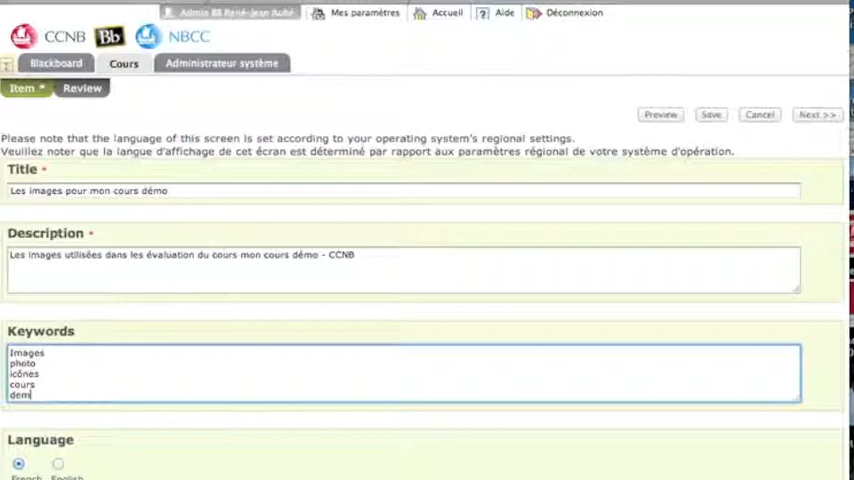 Admin BB René-Jean Aubé Mes paramètres Accueil ? Aide Déconnexion
CCNB Bb NBCC
Blackboard Cours Administrateur système
Item * Review
Preview Save Cancel Next >>
Please note that the language of this screen is set according to your operating system's regional settings.
Veuillez noter que la langue d'affichage de cet écran est déterminé par rapport aux paramètres régional de votre système d'opération.
Title *
Les images pour mon cours démo
Description *
Les images utilisées dans les évaluation du cours mon cours démo - CCNB
Keywords
Images
photo
icônes
cours
dem
Language
French English